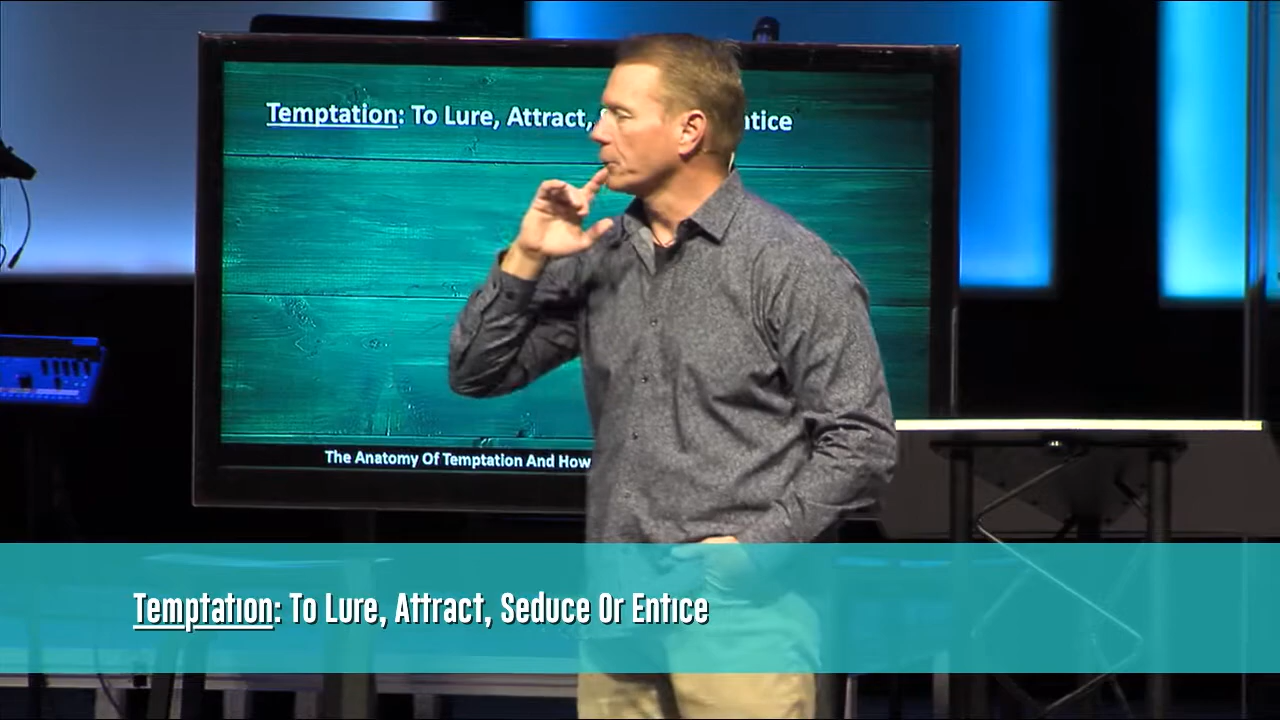 Temptation: To Lure, Attract, ntice
The Anatomy Of Temptation And How
Temptation: To Lure, Attract, Seduce Or Entice